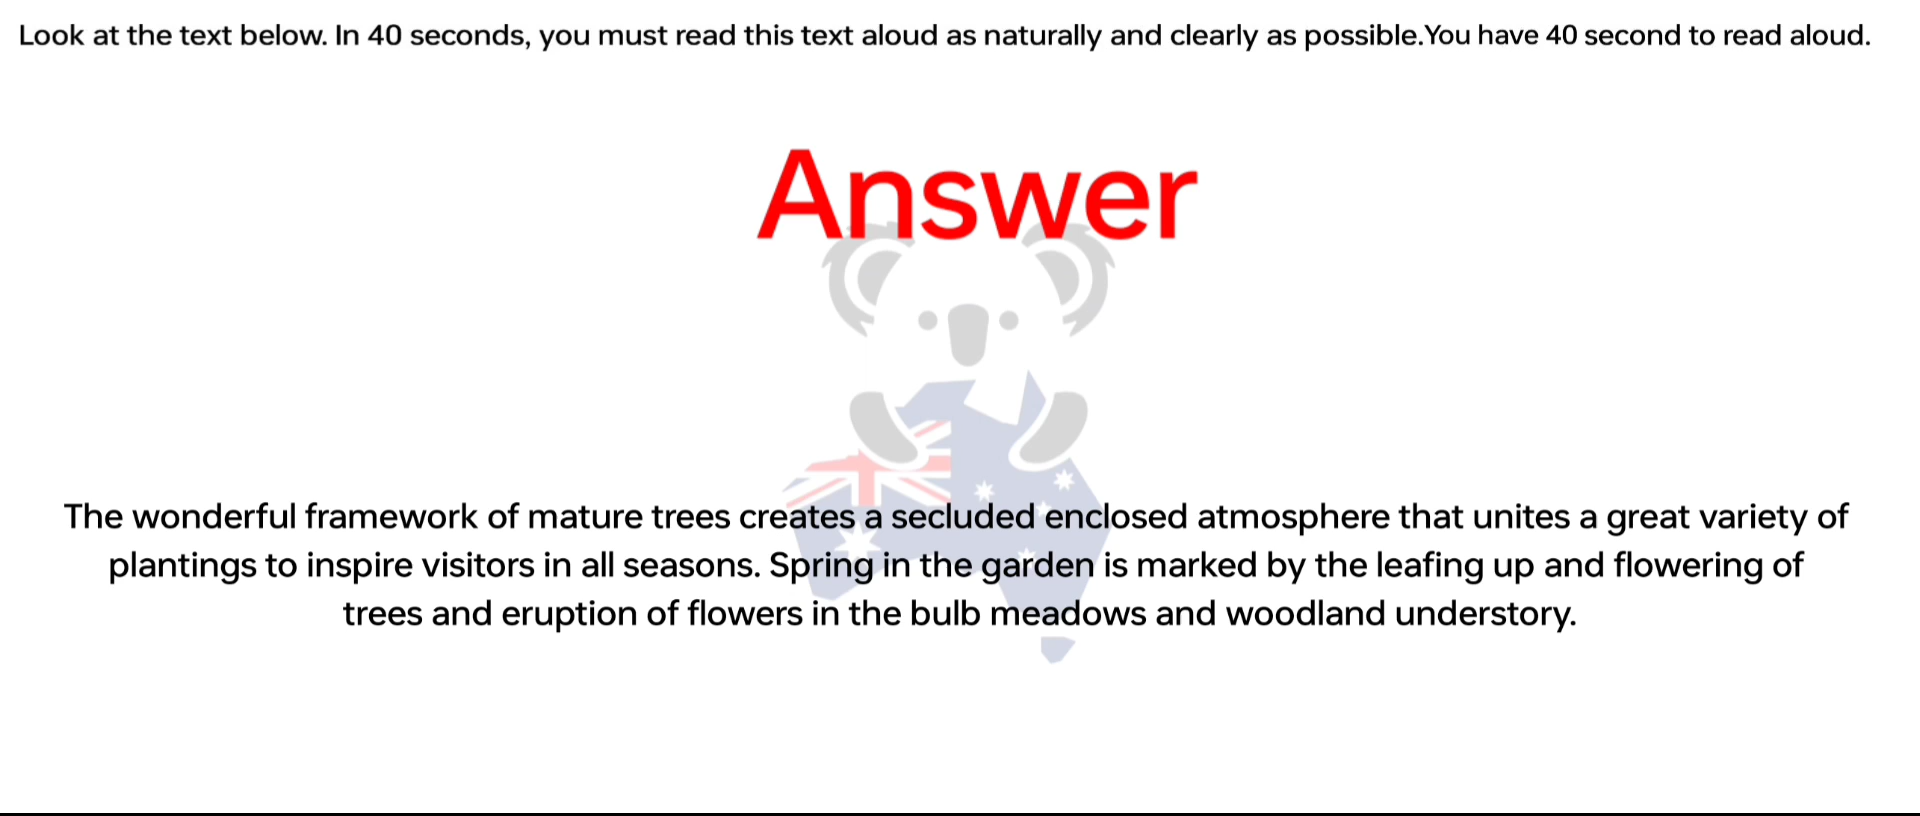 Look at the text below. In 40 seconds, you must read this text aloud as naturally and clearly as possible.You have 40 second to read aloud.
Answer
The wonderful framework of mature trees creates a secluded enclosed atmosphere that unites a great variety of
plantings to inspire visitors in all seasons. Spring in the garden is marked by the leafing up and flowering of
trees and eruption of flowers in the bulb meadows and woodland understory.